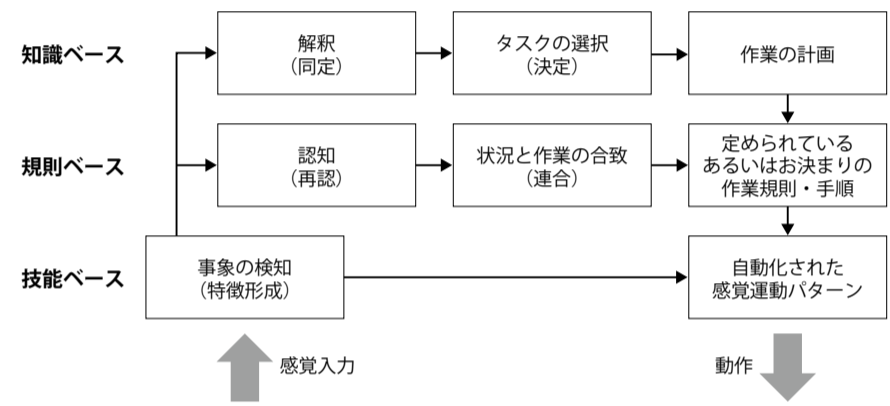 知識ベース
解釈
（同定）
タスクの選択
（決定）
作業の計画
規則ベース
認知
（再認）
状況と作業の合致
（連合）
定められている
あるいはお決まりの
作業規則・手順
技能ベース
事象の検知
（特徴形成）
自動化された
感覚運動パターン
感覚入力
動作